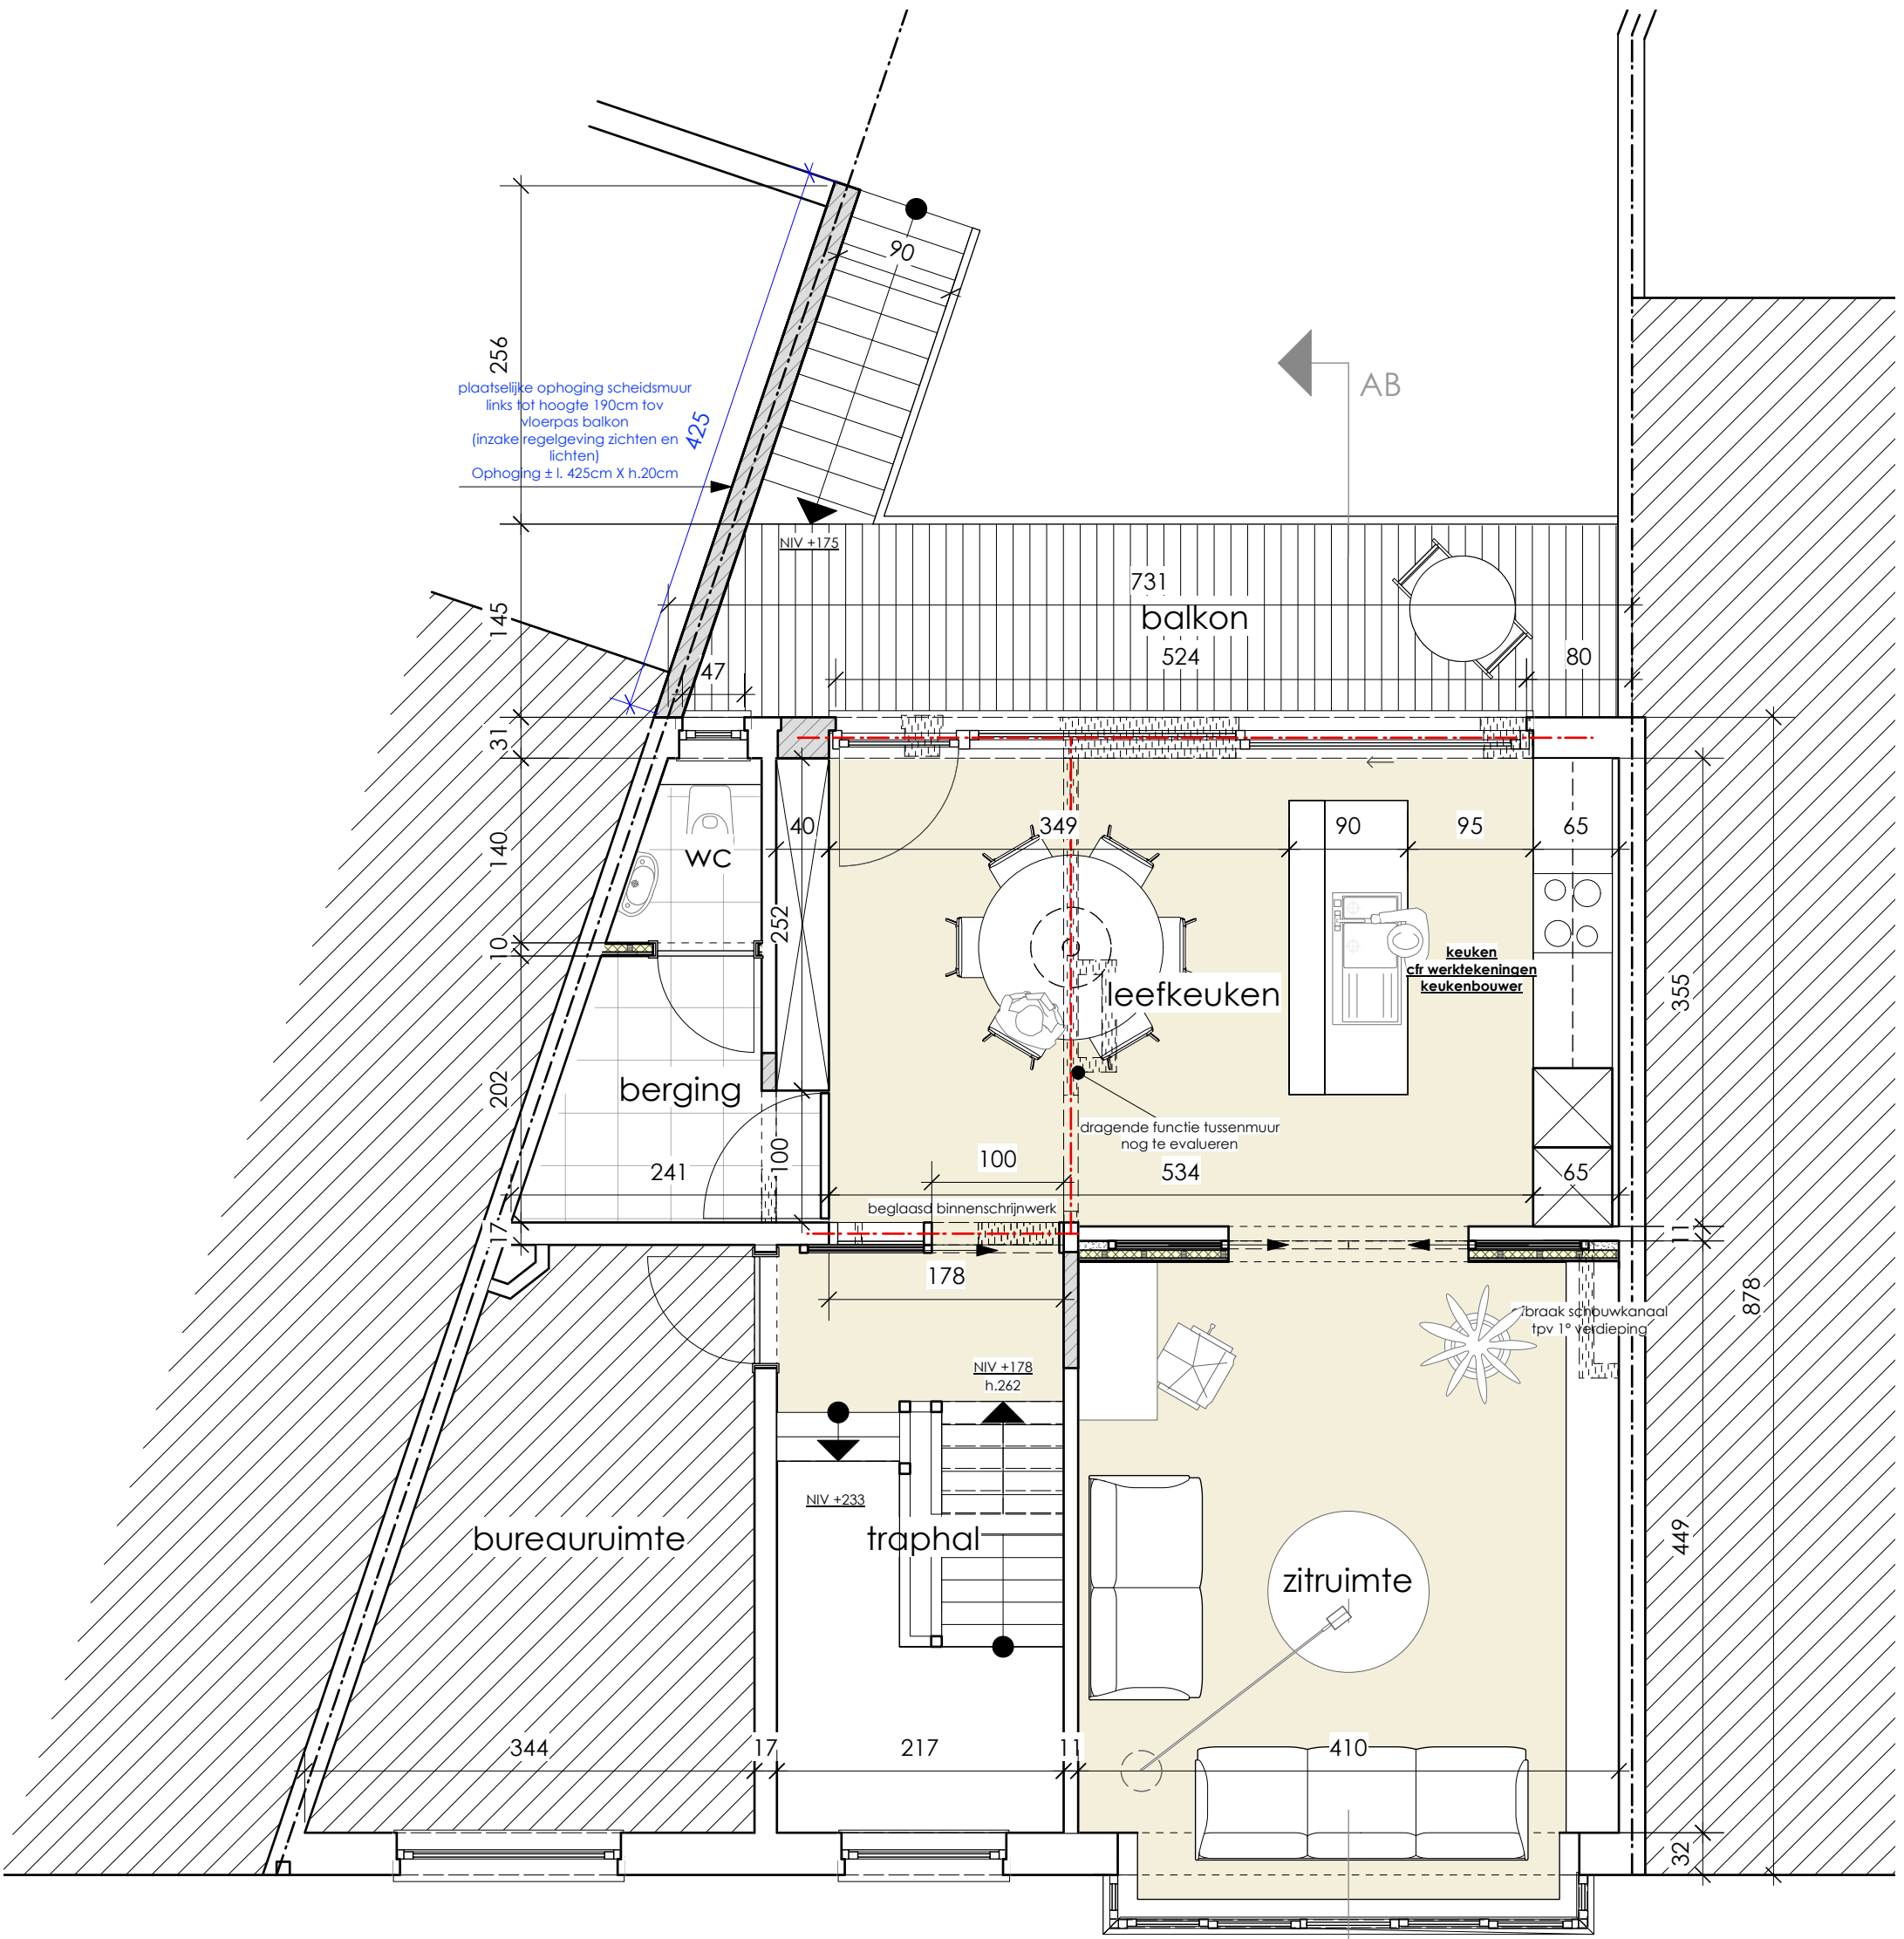 90
256
plaatselijke ophoging scheidsmuur
links tot hoogte 190cm tov
vloerpas balkon
(inzake regelgeving zichten en
lichten)
Ophoging ± l. 425cm X h.20cm
425
AB
NIV +175
731
balkon
145
47
524
80
31
140
wc
40
349
90
95
65
252
10
leefkeuken
keuken
cfr werktekeningen
keukenbouwer
355
202
berging
dragende functie tussenmuur
nog te evalueren
100
241
100
534
65
beglaasd binnenschrijnwerk
17
11
178
878
afbraak schouwkanaal
tpv 1° verdieping
NIV +178
h.262
NIV +233
bureauruimte
traphal
449
zitruimte
344
17
217
11
410
32